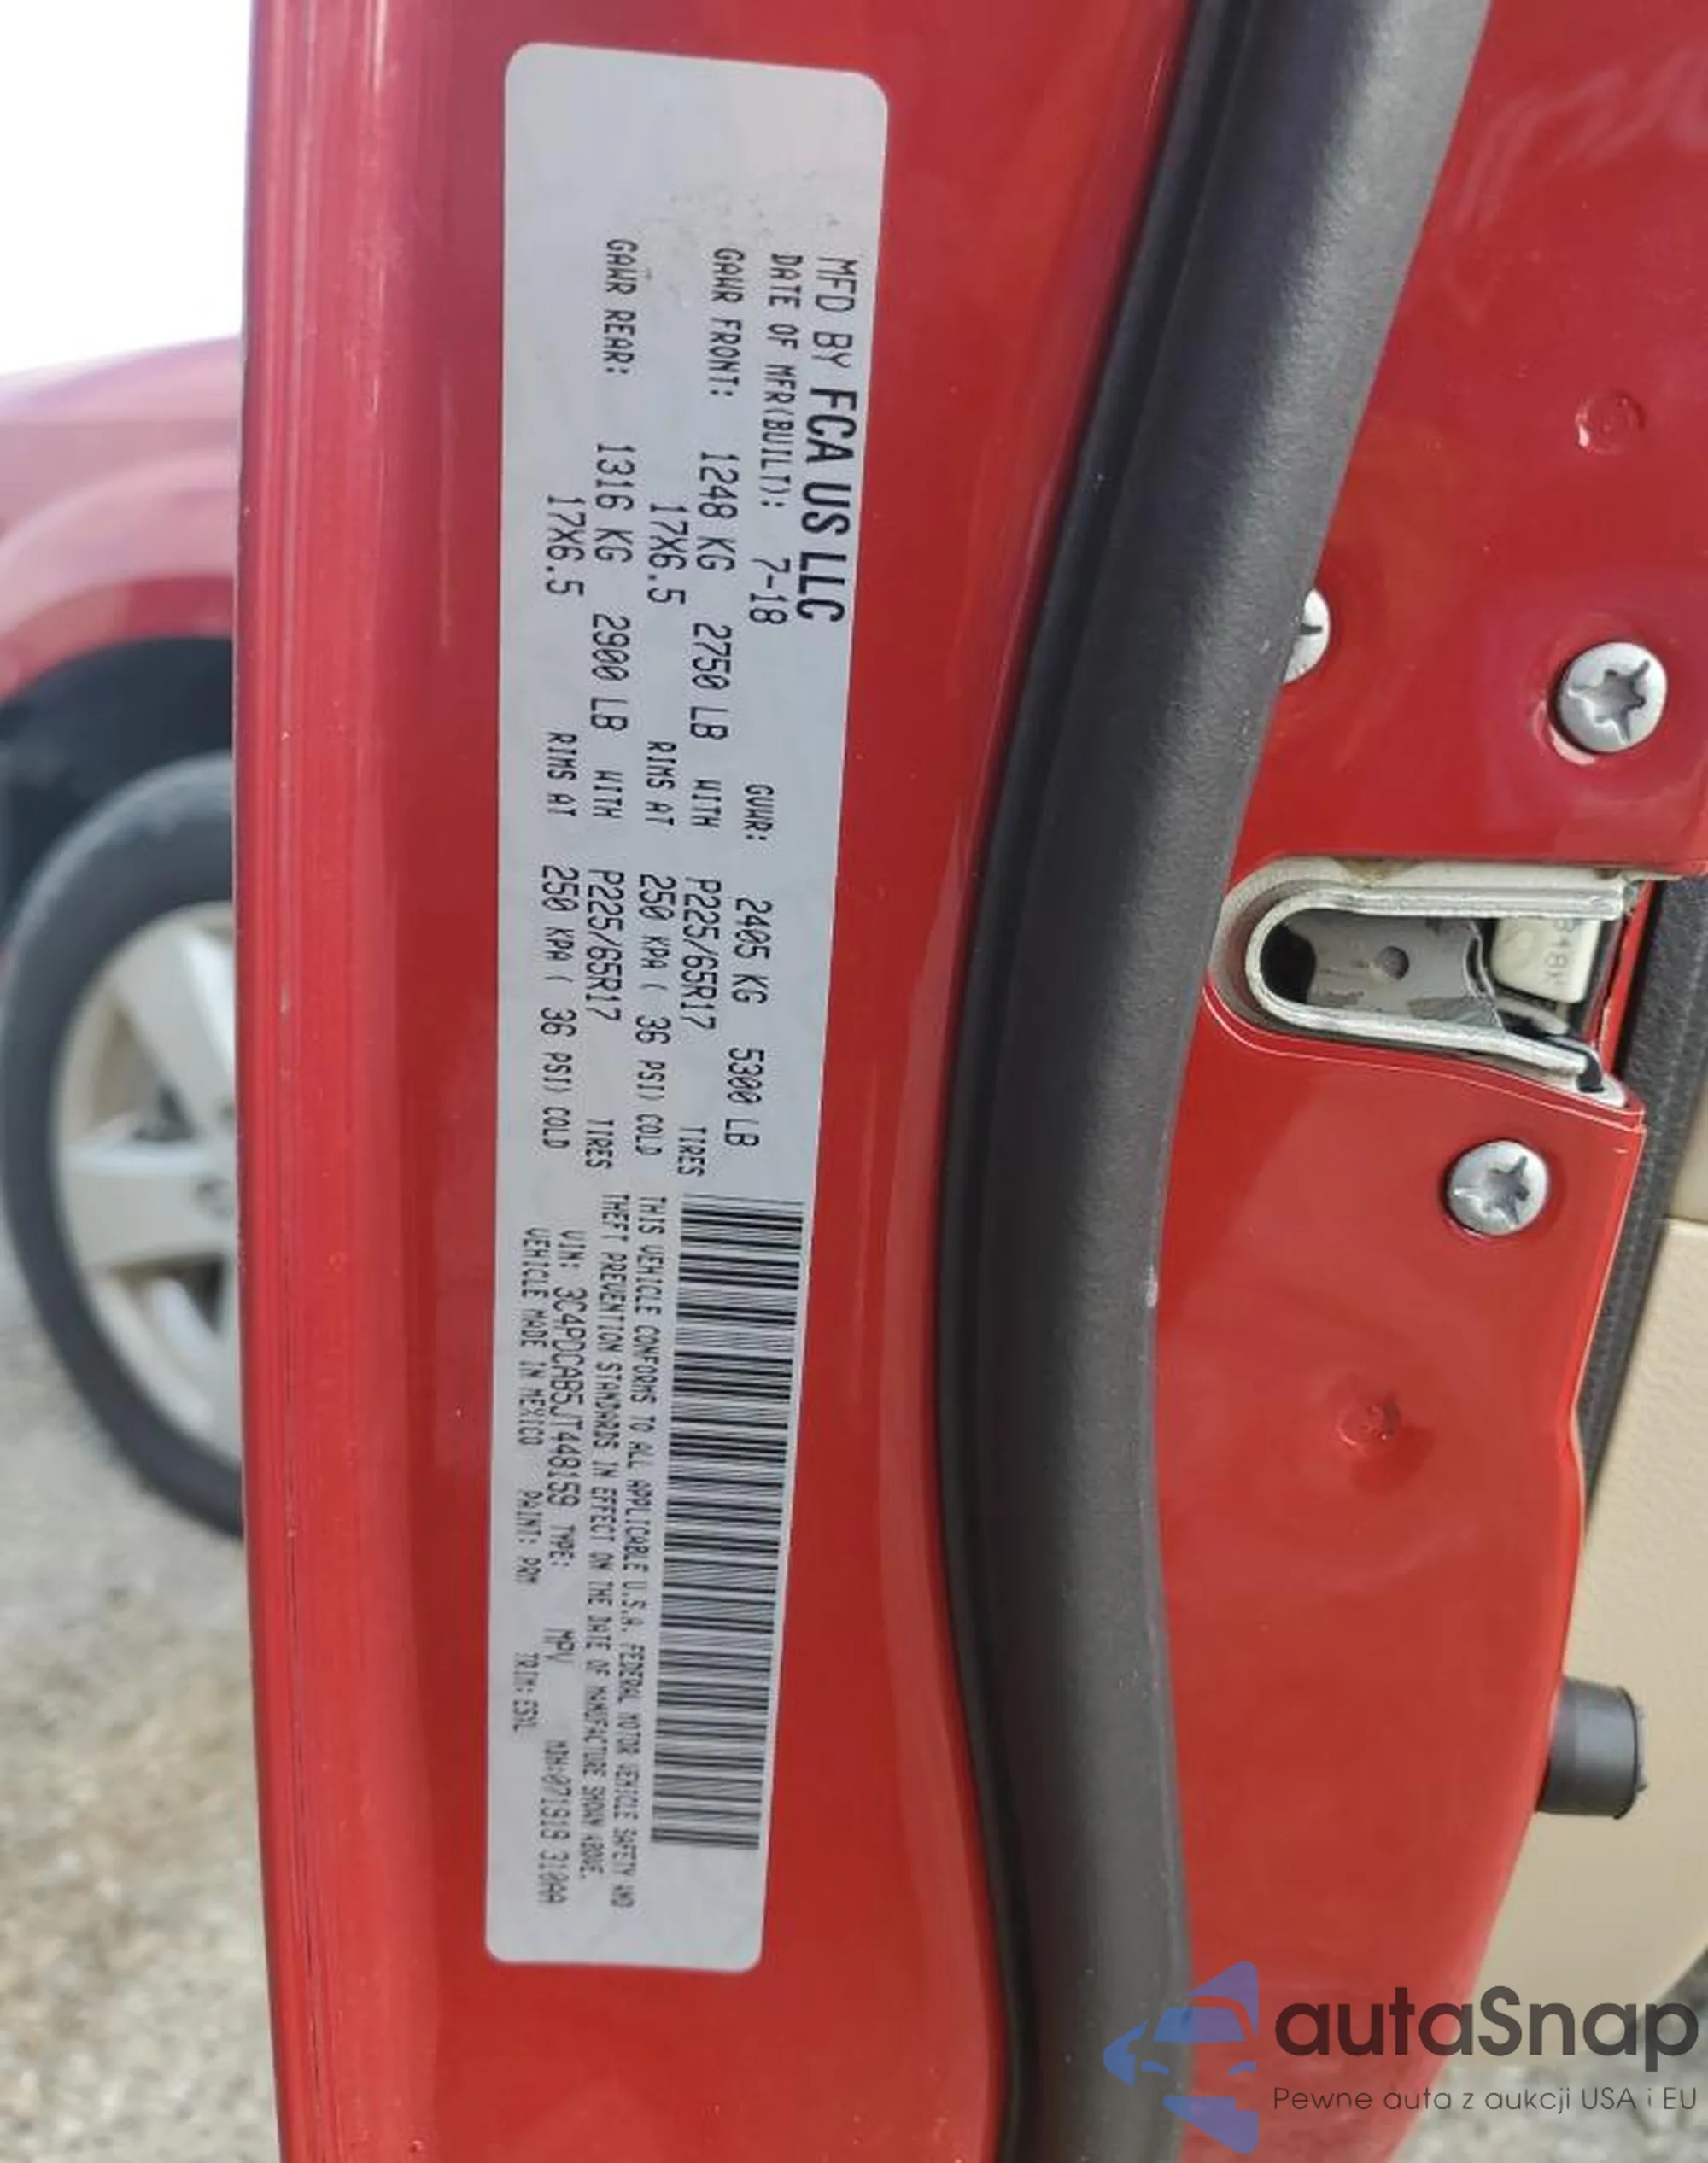 MFD BY FCA US LLC
DATE OF MFR(BUILT): 7-18 GVWR: 2405 KG 5300 LB
GAWR FRONT: 1248 KG 2750 LB WITH P225/65R17 TIRES
17X6.5 RIMS AT 250 KPA ( 36 PSI) COLD
GAWR REAR: 1316 KG 2900 LB WITH P225/65R17 TIRES
17X6.5 RIMS AT 250 KPA ( 36 PSI) COLD
THIS VEHICLE CONFORMS TO ALL APPLICABLE U.S.A. FEDERAL MOTOR VEHICLE SAFETY AND
THEFT PREVENTION STANDARDS IN EFFECT ON THE DATE OF MANUFACTURE SHOWN ABOVE.
VIN: 3C4PDCAB5JT448159 TYPE: MPV MDH:071919 310AA
VEHICLE MADE IN MEXICO PAINT: PRM TRIM:
autaSnap
Pewne auta z aukcji USA i EU